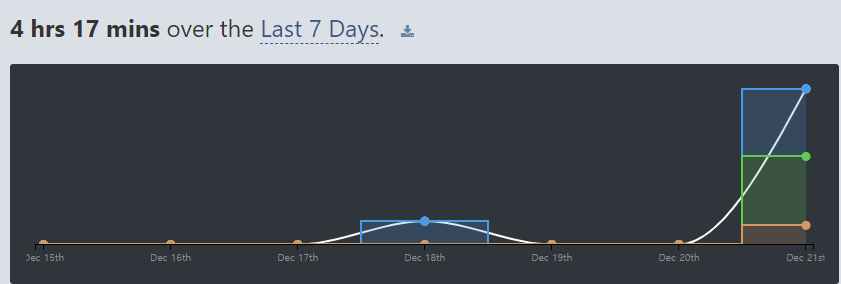 4 hrs 17 mins over the Last 7 Days.
Dec 15th Dec 16th Dec 17th Dec 18th Dec 19th Dec 20th Dec 21st